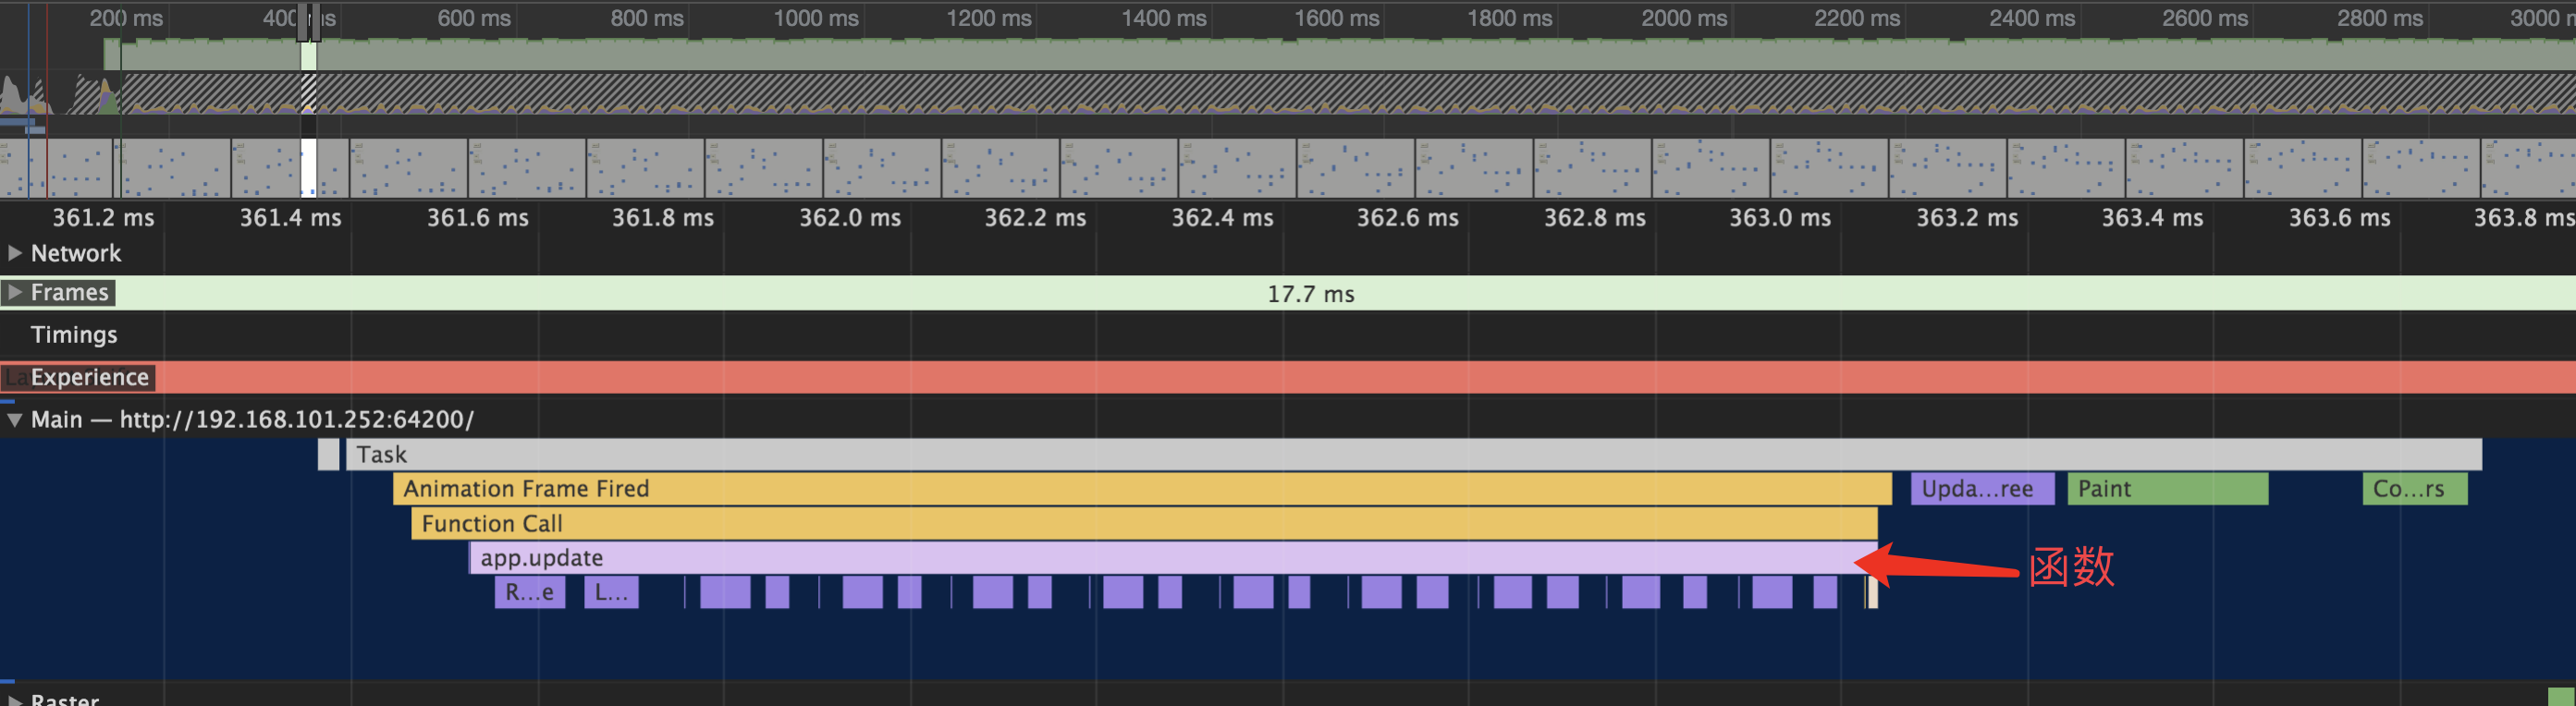 200 ms 400 ms 600 ms 800 ms 1000 ms 1200 ms 1400 ms 1600 ms 1800 ms 2000 ms 2200 ms 2400 ms 2600 ms 2800 ms 3000 m
361.2 ms 361.4 ms 361.6 ms 361.8 ms 362.0 ms 362.2 ms 362.4 ms 362.6 ms 362.8 ms 363.0 ms 363.2 ms 363.4 ms 363.6 ms 363.8 ms
Network
Frames 17.7 ms
Timings
Experience
Main — http://192.168.101.252:64200/
Task
Animation Frame Fired Upda...ree Paint Co...rs
Function Call
app.update 函数
R...e L...
Raster